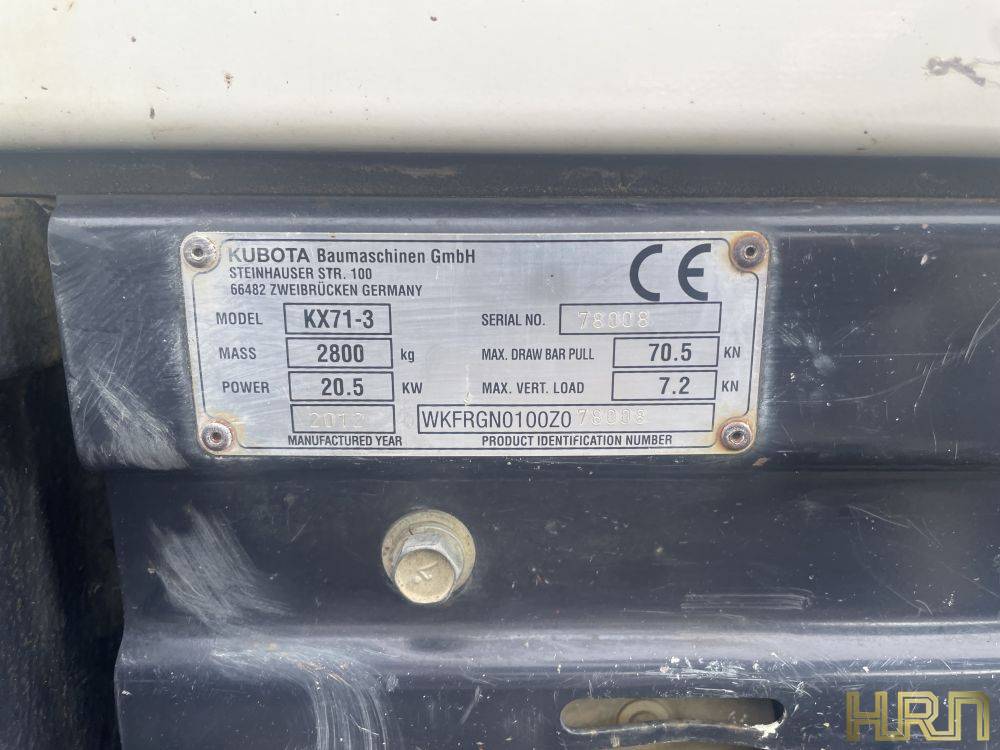 KUBOTA Baumaschinen GmbH
STEINHAUSER STR. 100
66482 ZWEIBRÜCKEN GERMANY
CE
MODEL KX71-3 SERIAL NO. 78008
MASS 2800 kg MAX. DRAW BAR PULL 70.5 KN
POWER 20.5 KW MAX. VERT. LOAD 7.2 KN
2012 WKFRGN0100Z078008
MANUFACTURED YEAR PRODUCT IDENTIFICATION NUMBER
HRN